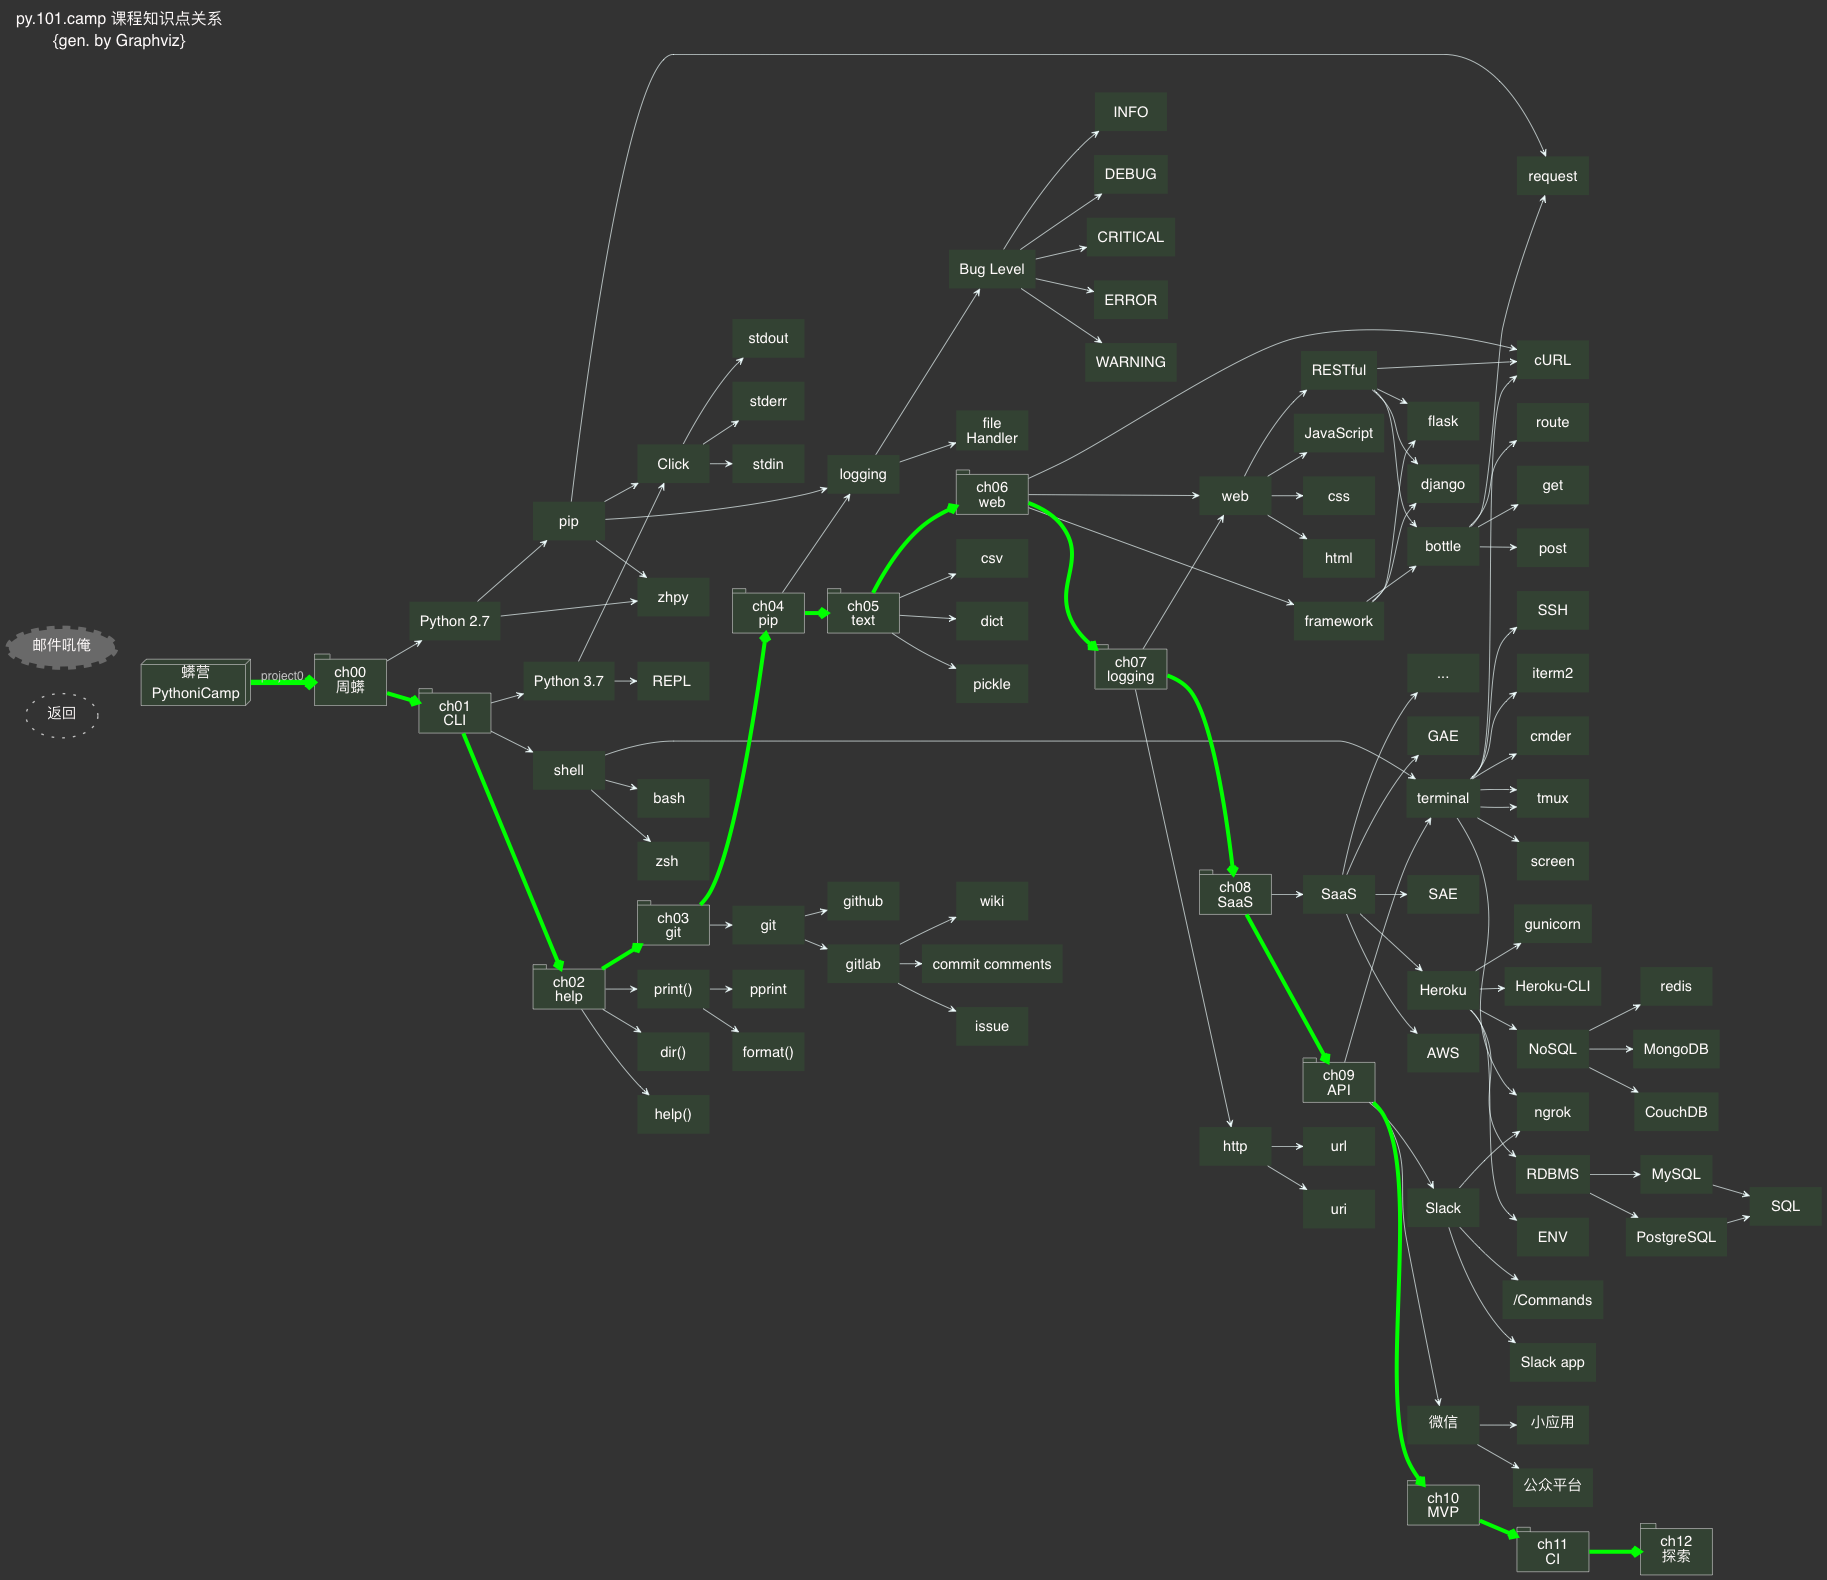 py.101.camp 课程知识点关系
{gen. by Graphviz}
INFO
DEBUG
CRITICAL
Bug Level
ERROR
WARNING
request
stdout
stderr
stdin
Click
pip
logging
file
Handler
RESTful
cURL
JavaScript
flask
route
ch06
web
web
css
django
get
html
bottle
post
csv
dict
pickle
framework
SSH
zhpy
Python 2.7
ch04
pip
ch05
text
邮件吼俺
蟒营
PythoniCamp
project0
返回
ch00
周蟒
ch01
CLI
Python 3.7
REPL
ch07
logging
...
iterm2
GAE
cmder
shell
bash
zsh
terminal
tmux
screen
ch08
SaaS
SaaS
SAE
gunicorn
ch03
git
git
github
gitlab
wiki
commit comments
issue
ch02
help
print()
pprint
dir()
format()
help()
Heroku
Heroku-CLI
redis
AWS
NoSQL
MongoDB
CouchDB
ch09
API
ngrok
http
url
uri
RDBMS
MySQL
SQL
PostgreSQL
Slack
ENV
/Commands
Slack app
微信
小应用
公众平台
ch10
MVP
ch11
CI
ch12
探索